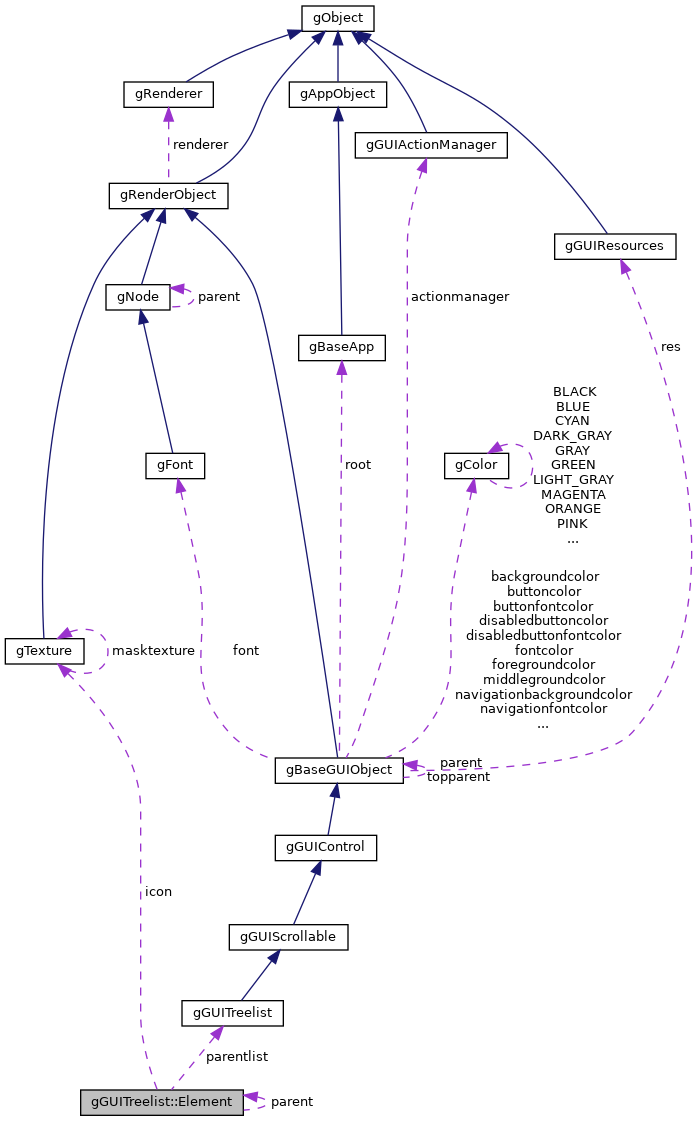 gObject
gRenderer
gAppObject
gGUIActionManager
renderer
gRenderObject
gGUIResources
gNode
parent
actionmanager
gBaseApp
res
BLACK
BLUE
CYAN
DARK_GRAY
GRAY
GREEN
LIGHT_GRAY
MAGENTA
ORANGE
PINK
...
gFont
root
gColor
backgroundcolor
buttoncolor
buttonfontcolor
disabledbuttoncolor
disabledbuttonfontcolor
fontcolor
foregroundcolor
middlegroundcolor
navigationbackgroundcolor
navigationfontcolor
...
gTexture
masktexture
font
gBaseGUIObject
parent
topparent
gGUIControl
icon
gGUIScrollable
gGUITreelist
parentlist
gGUITreelist::Element
parent